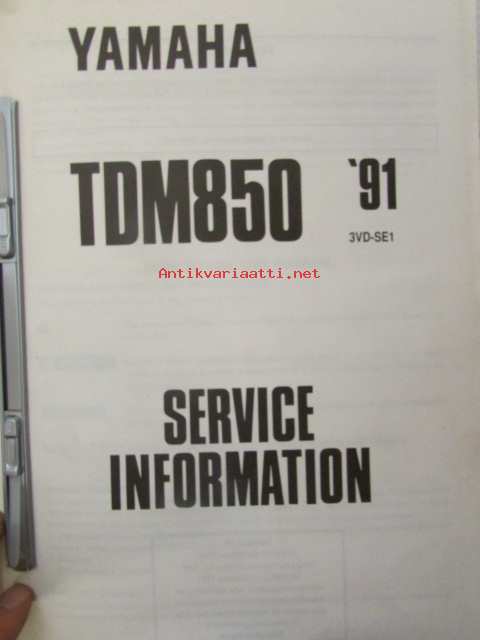 YAMAHA
TDM850 '91
3VD-SE1
Antikvariaatti.net
SERVICE
INFORMATION